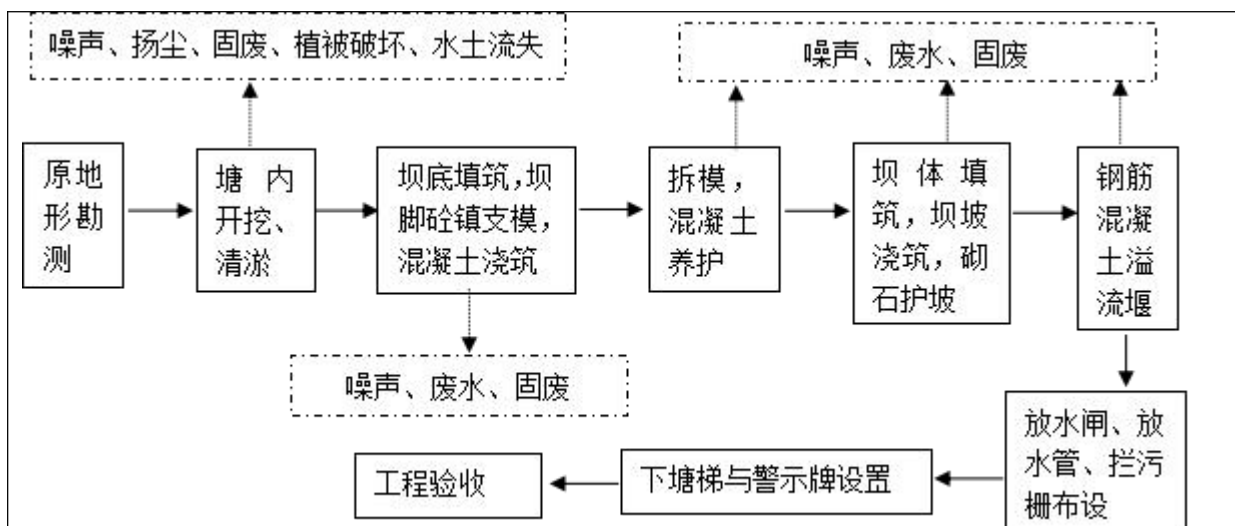 噪声、扬尘、固废、植被破坏、水土流失
噪声、废水、固废
原地
形勘
测
塘内
开挖、
清淤
坝底填筑，坝
脚砼镇支模，
混凝土浇筑
拆模，
混凝土
养护
坝体填
筑，坝坡
浇筑，砌
石护坡
钢筋
混凝
土溢
流堰
噪声、废水、固废
放水闸、放
水管、拦污
栅布设
下塘梯与警示牌设置
工程验收